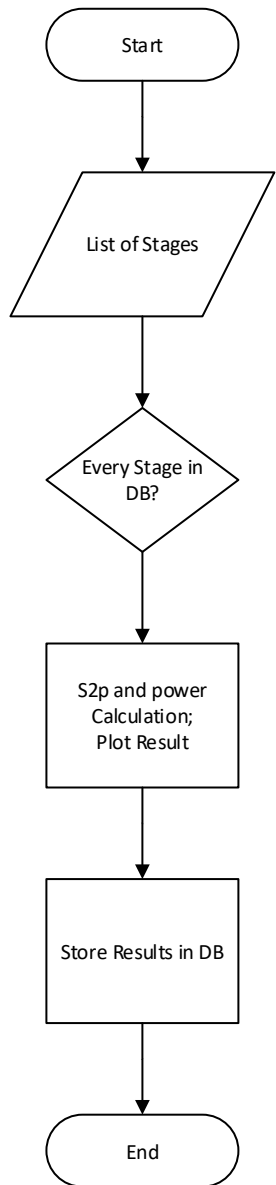 Start
List of Stages
Every Stage in
DB?
S2p and power
Calculation;
Plot Result
Store Results in DB
End